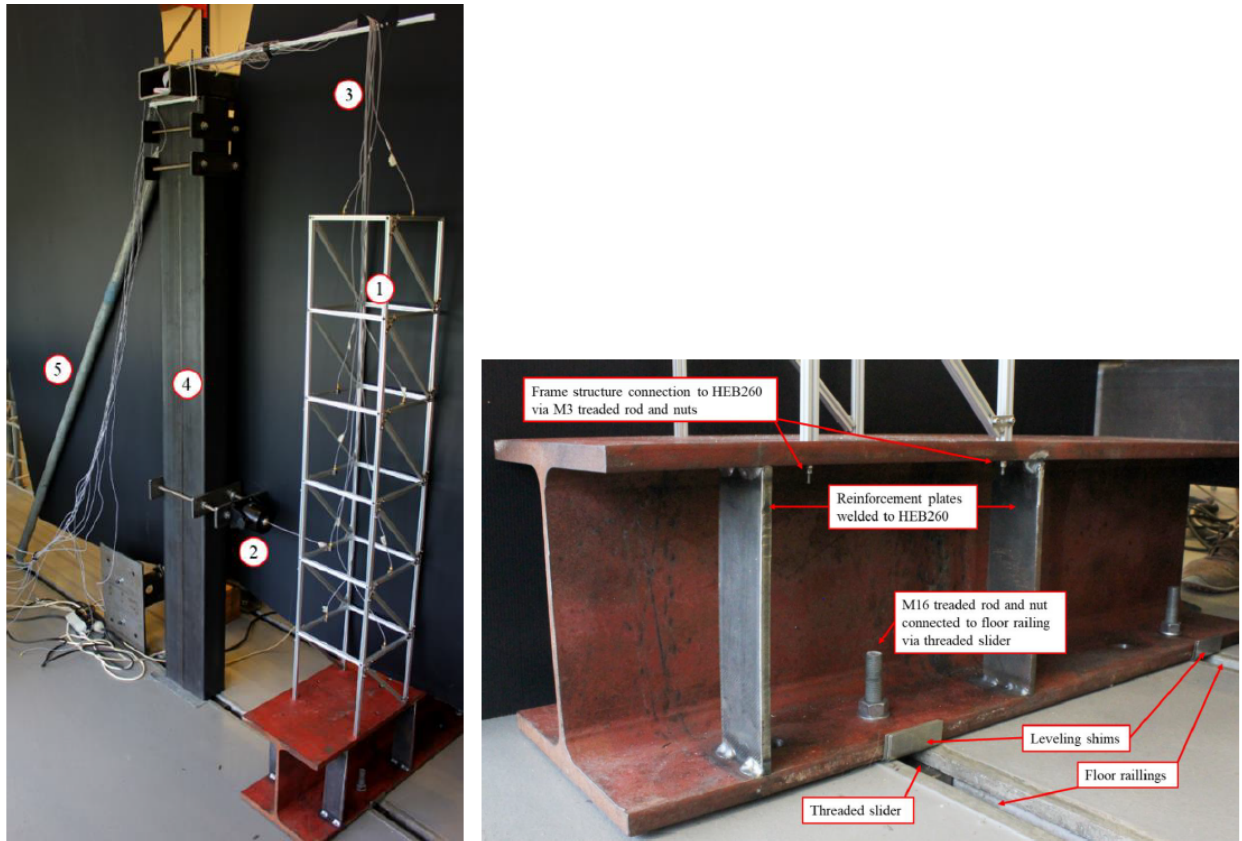 3
1
5
4
2
Frame structure connection to HEB260
via M3 treaded rod and nuts
Reinforcement plates
welded to HEB260
M16 treaded rod and nut
connected to floor railing
via threaded slider
Leveling shims
Floor raillings
Threaded slider